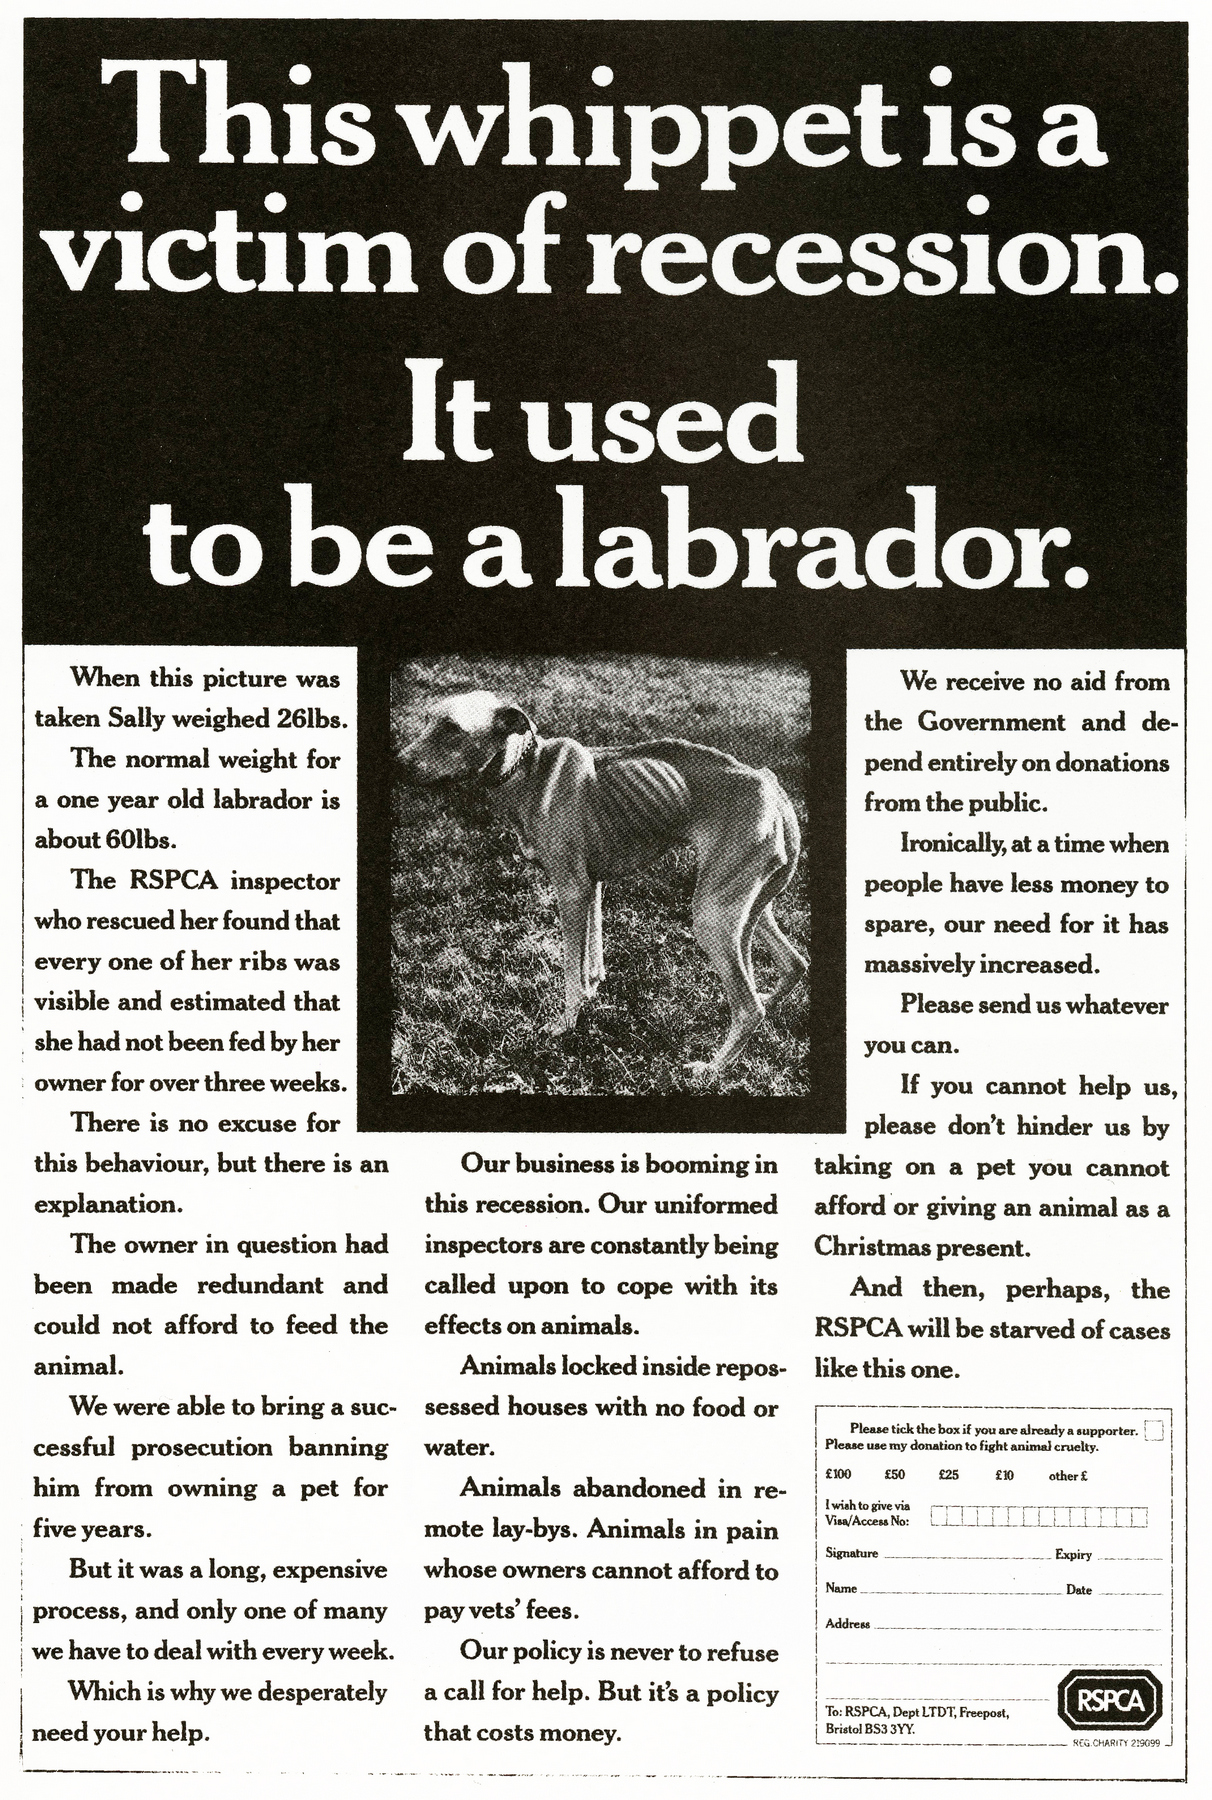 This whippet is a
victim of recession.
It used
to be a labrador.
When this picture was
taken Sally weighed 26lbs.
The normal weight for
a one year old labrador is
about 60lbs.
The RSPCA inspector
who rescued her found that
every one of her ribs was
visible and estimated that
she had not been fed by her
owner for over three weeks.
There is no excuse for
this behaviour, but there is an
explanation.
The owner in question had
been made redundant and
could not afford to feed the
animal.
We were able to bring a suc-
cessful prosecution banning
him from owning a pet for
five years.
But it was a long, expensive
process, and only one of many
we have to deal with every week.
Which is why we desperately
need your help.
Our business is booming in
this recession. Our uniformed
inspectors are constantly being
called upon to cope with its
effects on animals.
Animals locked inside repos-
sessed houses with no food or
water.
Animals abandoned in re-
mote lay-bys. Animals in pain
whose owners cannot afford to
pay vets' fees.
Our policy is never to refuse
a call for help. But it's a policy
that costs money.
We receive no aid from
the Government and de-
pend entirely on donations
from the public.
Ironically, at a time when
people have less money to
spare, our need for it has
massively increased.
Please send us whatever
you can.
If you cannot help us,
please don't hinder us by
taking on a pet you cannot
afford or giving an animal as a
Christmas present.
And then, perhaps, the
RSPCA will be starved of cases
like this one.
Please tick the box if you are already a supporter.
Please use my donation to fight animal cruelty.
£100 £50 £25 £10 other £
I wish to give via
Visa/Access No:
Signature Expiry
Name Date
Address
To: RSPCA, Dept LTDT, Freepost,
Bristol BS3 3YY.
RSPCA
REG. CHARITY 219099